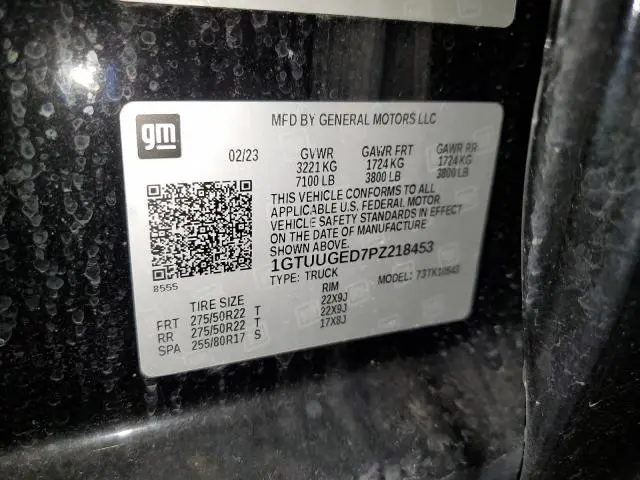 gm
MFD BY GENERAL MOTORS LLC
02/23 GVWR GAWR FRT GAWR RR
3221 KG 1724 KG 1724 KG
7100 LB 3800 LB 3800 LB
THIS VEHICLE CONFORMS TO ALL
APPLICABLE U.S. FEDERAL MOTOR
VEHICLE SAFETY STANDARDS IN EFFECT
ON THE DATE OF MANUFACTURE
SHOWN ABOVE.
1GTUUGED7PZ218453
8555
TYPE: TRUCK MODEL: 73TK10543
TIRE SIZE RIM
FRT 275/50R22 T 22X9J
RR 275/50R22 T 22X9J
SPA 255/80R17 S 17X8J